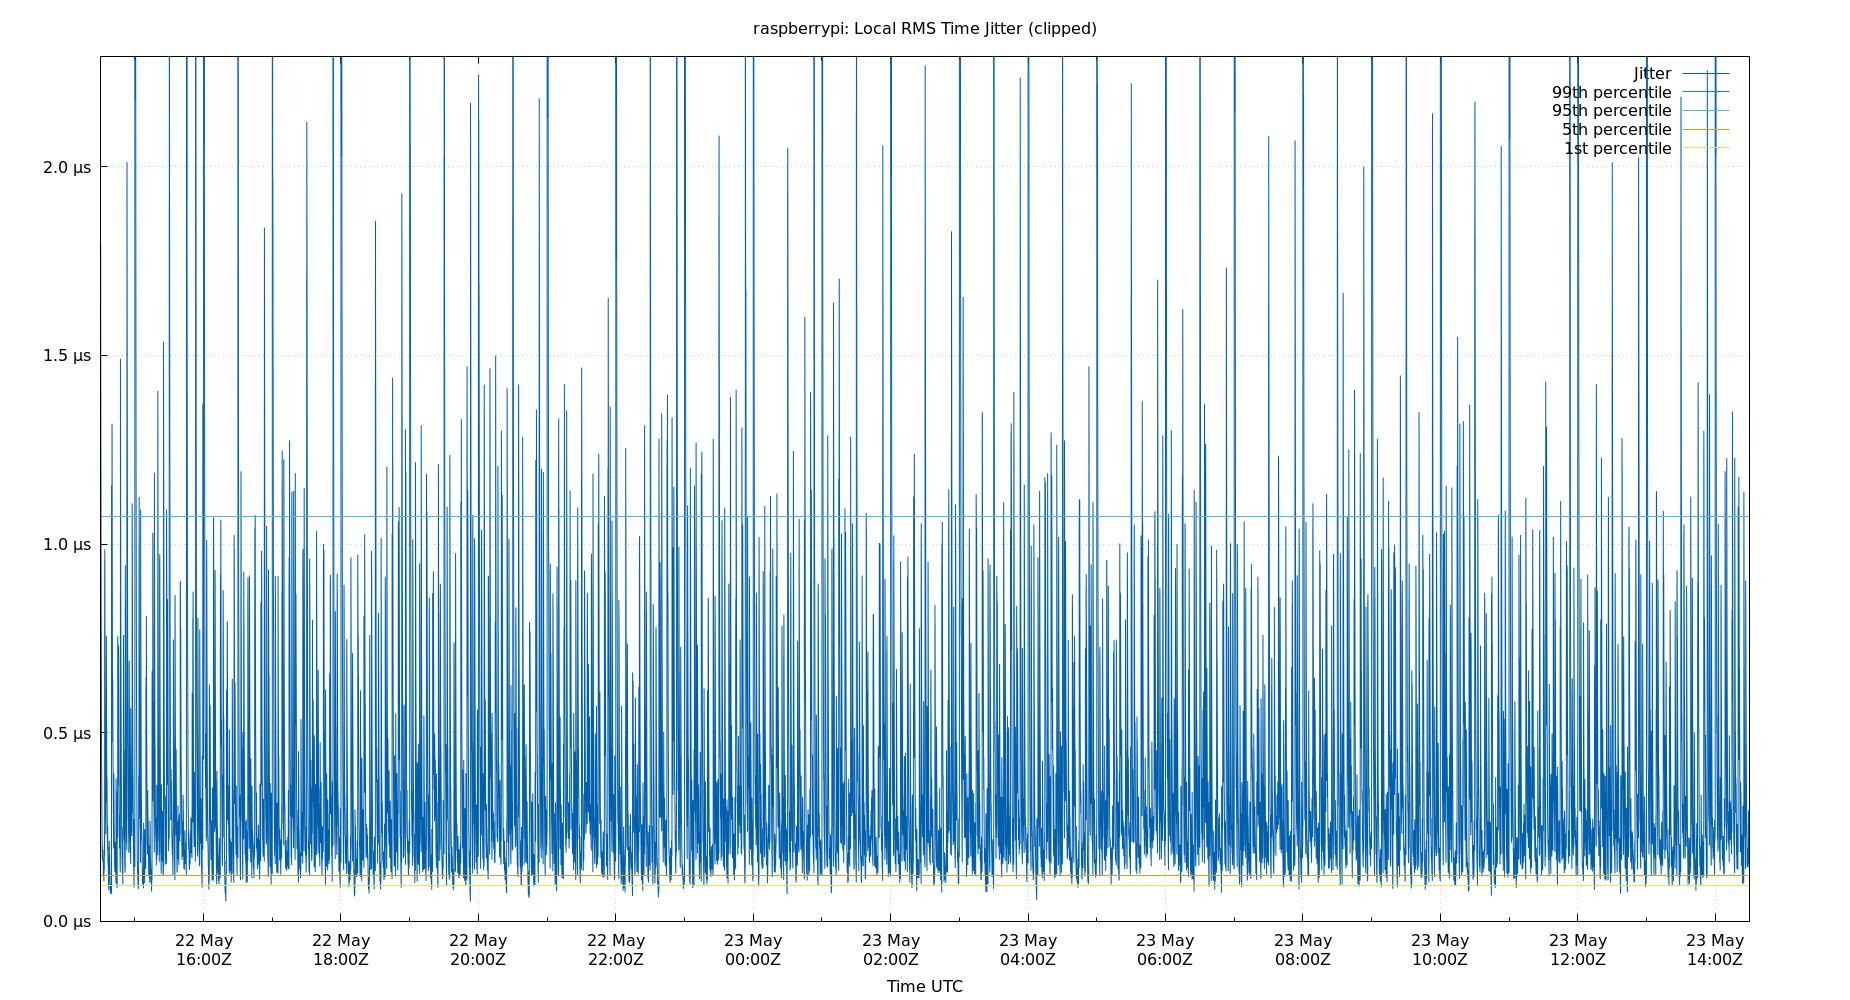 raspberrypi: Local RMS Time Jitter (clipped)
Jitter
99th percentile
95th percentile
5th percentile
1st percentile
2.0 µs
1.5 µs
1.0 µs
0.5 µs
0.0 µs
22 May 22 May 22 May 22 May 23 May 23 May 23 May 23 May 23 May 23 May 23 May 23 May
16:00Z 18:00Z 20:00Z 22:00Z 00:00Z 02:00Z 04:00Z 06:00Z 08:00Z 10:00Z 12:00Z 14:00Z
Time UTC